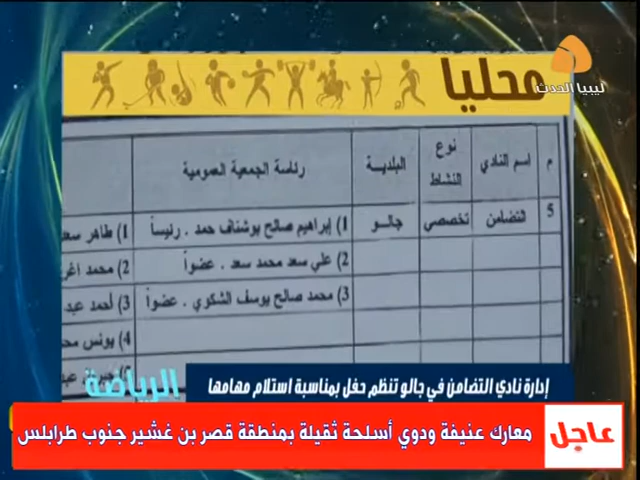 محليا
ليبيا الحدث
م
اسم النادي
نوع النشاط
البلدية
رئاسة الجمعية العمومية
5
التضامن
تخصصي
جالو
1) إبراهيم صالح بوشناف حمد . رئيساً
1) طاهر سعد
2) علي سعد محمد سعد . عضواً
2) محمد
3) محمد صالح يوسف الشكوي . عضواً
3) أحمد عبد
4) يونس
الرياضة
إدارة نادي التضامن في جالو تنظم حفل بمناسبة استلام مهامها
عاجل
معارك عنيفة ودوي أسلحة ثقيلة بمنطقة قصر بن غشير جنوب طرابلس